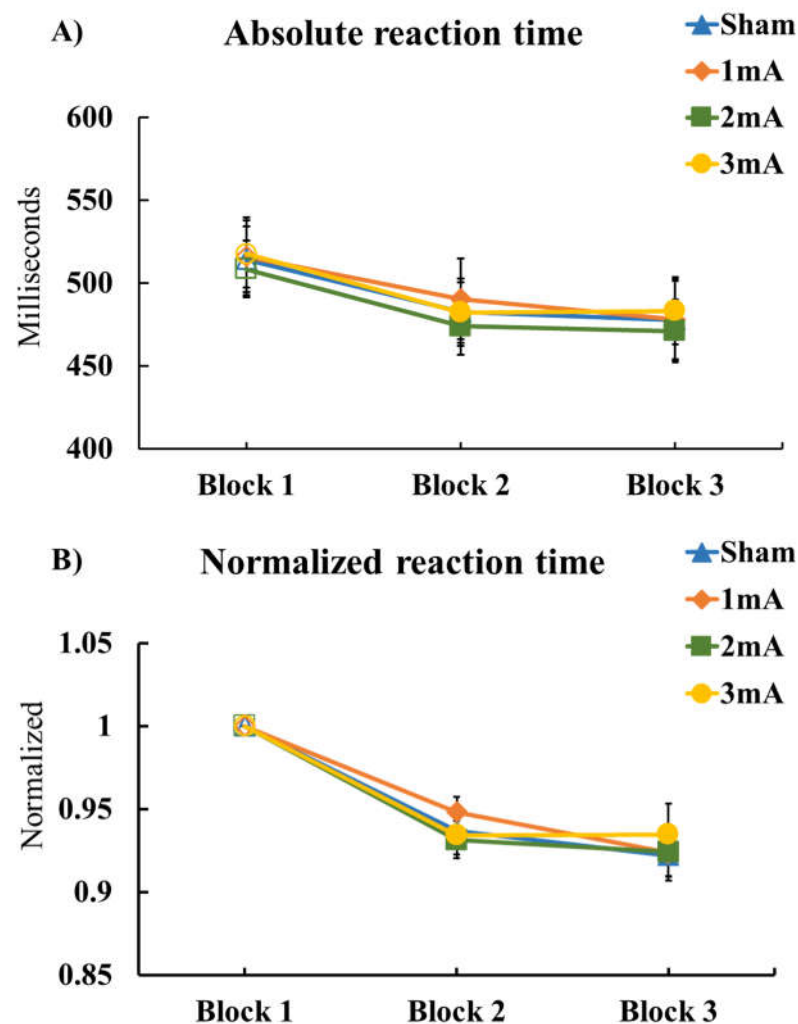 A)
Absolute reaction time
Sham
1mA
2mA
3mA
Milliseconds
600
550
500
450
400
Block 1
Block 2
Block 3
B)
Normalized reaction time
Sham
1mA
2mA
3mA
Normalized
1.05
1
0.95
0.9
0.85
Block 1
Block 2
Block 3